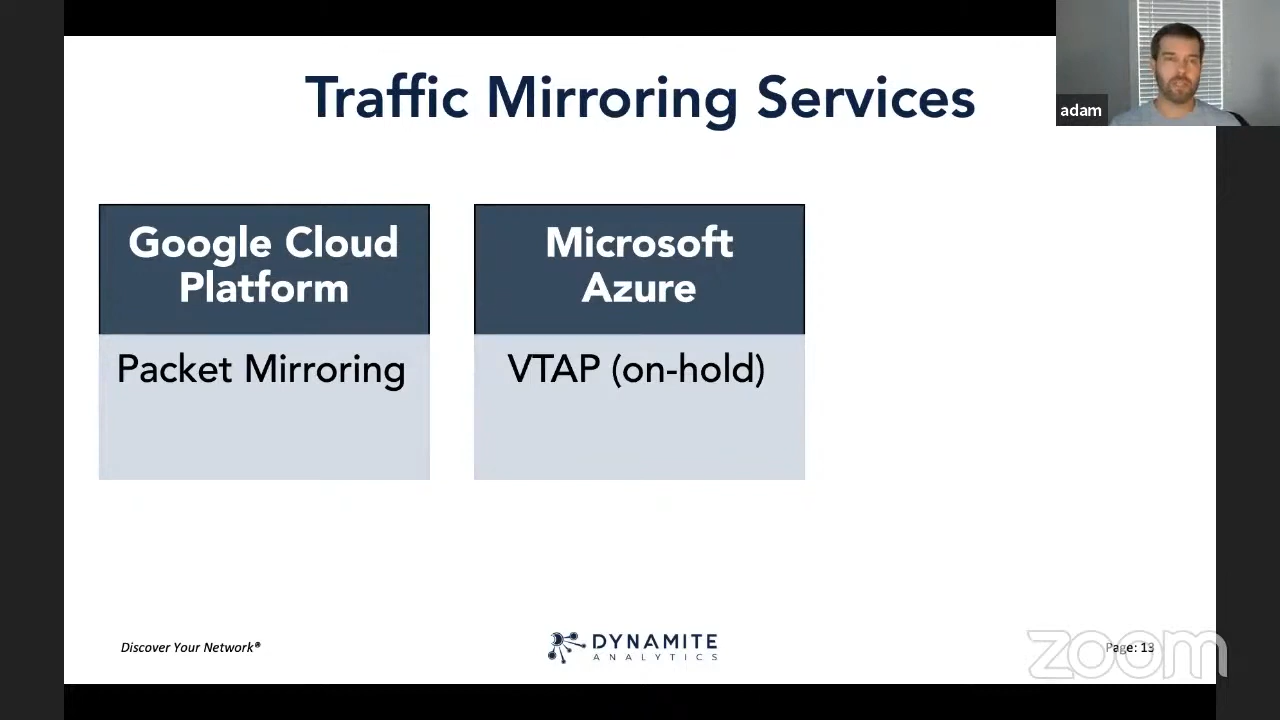 Traffic Mirroring Services
adam
Google Cloud
Platform
Packet Mirroring
Microsoft
Azure
VTAP (on-hold)
Discover Your Network®
DYNAMITE
ANALYTICS
Page: 13
zoom